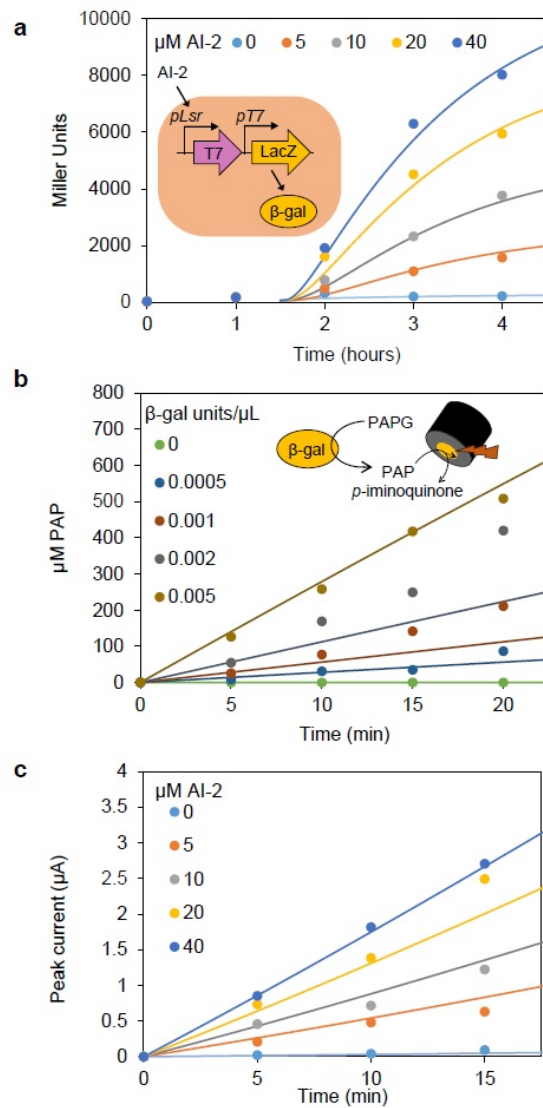 a
µM AI-2 0 5 10 20 40
10000
8000
6000
4000
2000
0
Miller Units
AI-2
pLsr pT7
T7 LacZ
β-gal
0 1 2 3 4
Time (hours)
b
800
700
600
500
400
300
200
100
0
µM PAP
β-gal units/µL
0
0.0005
0.001
0.002
0.005
β-gal
PAPG
PAP
p-iminoquinone
0 5 10 15 20
Time (min)
c
4
3.5
3
2.5
2
1.5
1
0.5
0
Peak current (µA)
µM AI-2
0
5
10
20
40
0 5 10 15
Time (min)